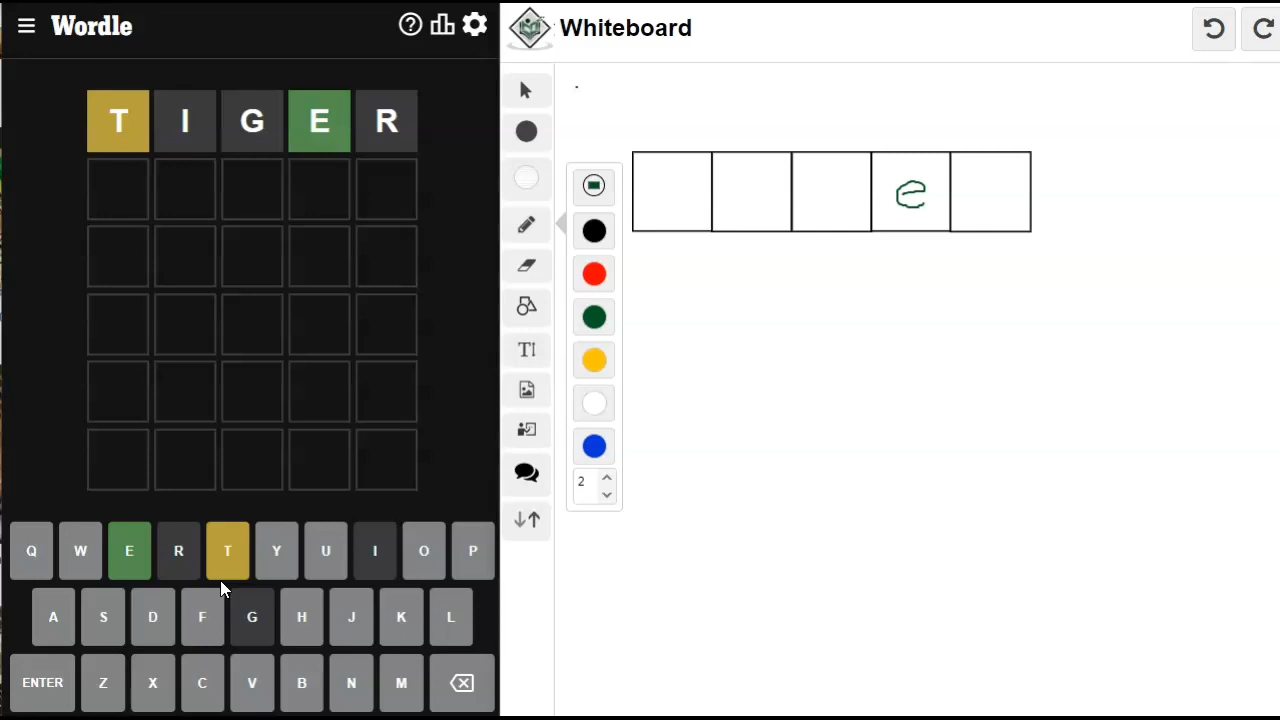 Wordle
Whiteboard
T I G E R
e
TI
2
Q W E R T Y U I O P
A S D F G H J K L
ENTER Z X C V B N M